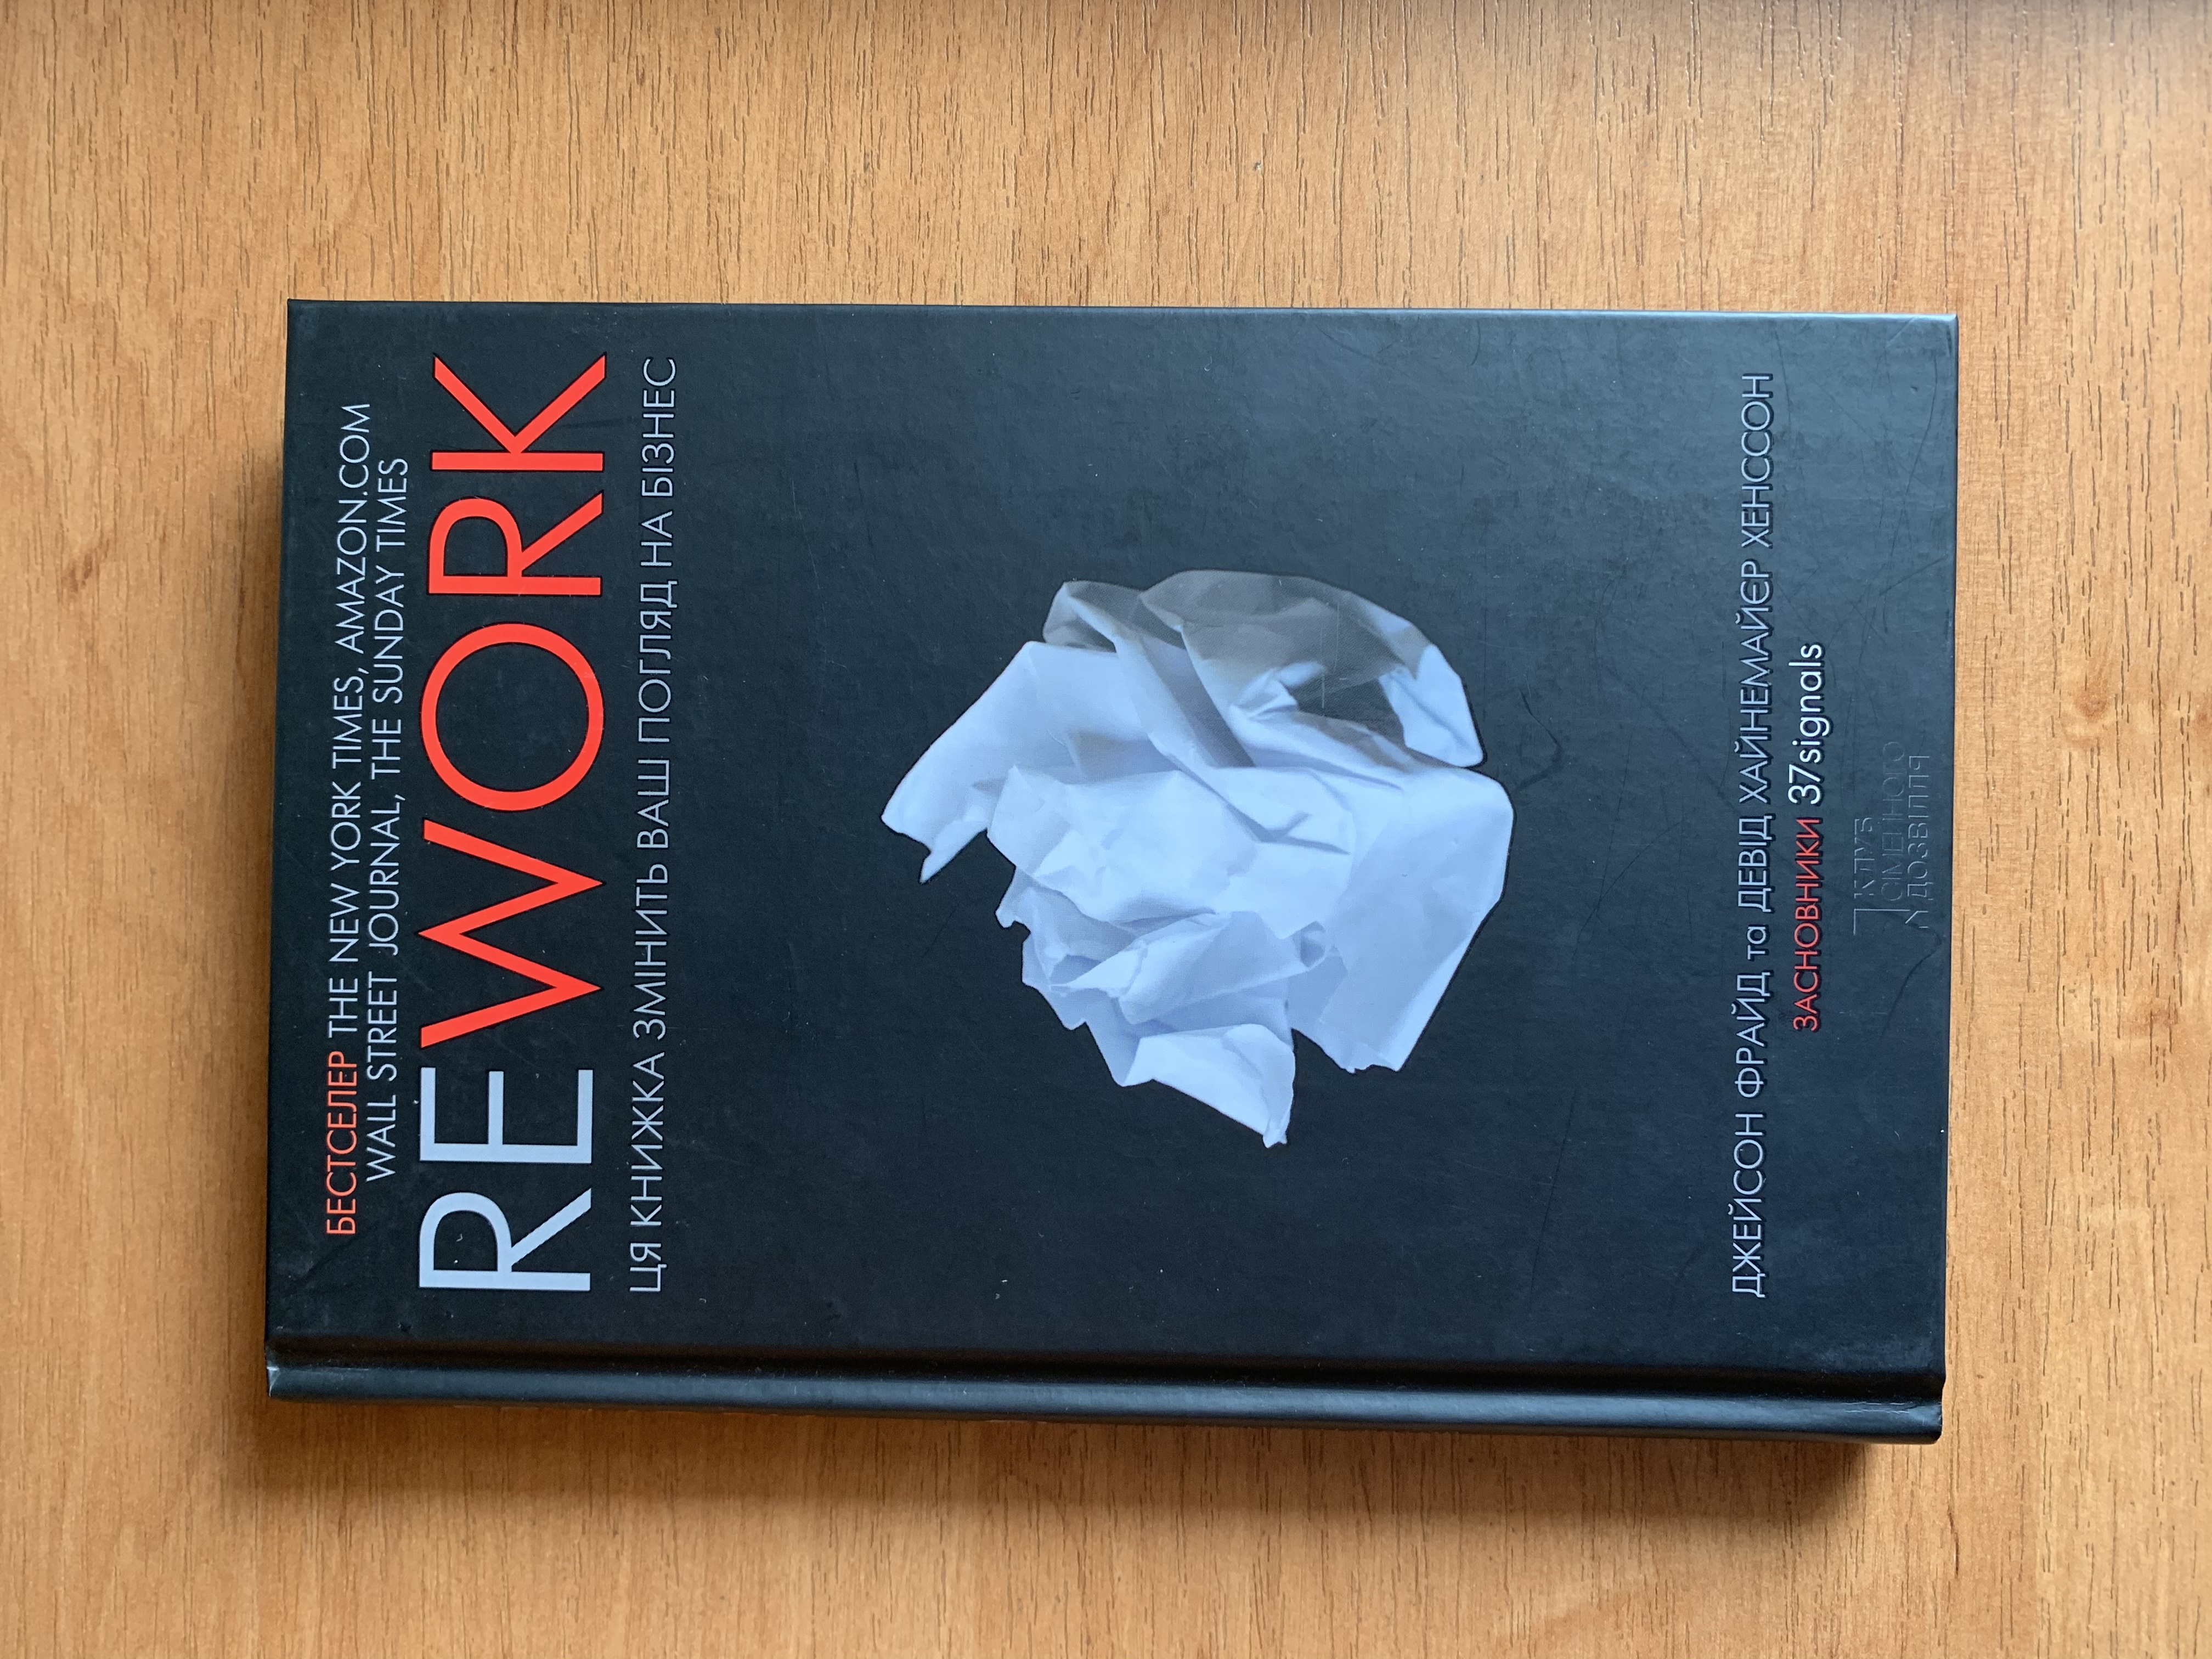 БЕСТСЕЛЕР THE NEW YORK TIMES, AMAZON.COM
WALL STREET JOURNAL, THE SUNDAY TIMES
REWORK
ЦЯ КНИЖКА ЗМІНИТЬ ВАШ ПОГЛЯД НА БІЗНЕС
ДЖЕЙСОН ФРАЙД та ДЕВІД ХАЙНЕМАЙЄР ХЕНССОН
ЗАСНОВНИКИ 37signals
КЛУБ
СІМЕЙНОГО
ДОЗВІЛЛЯ